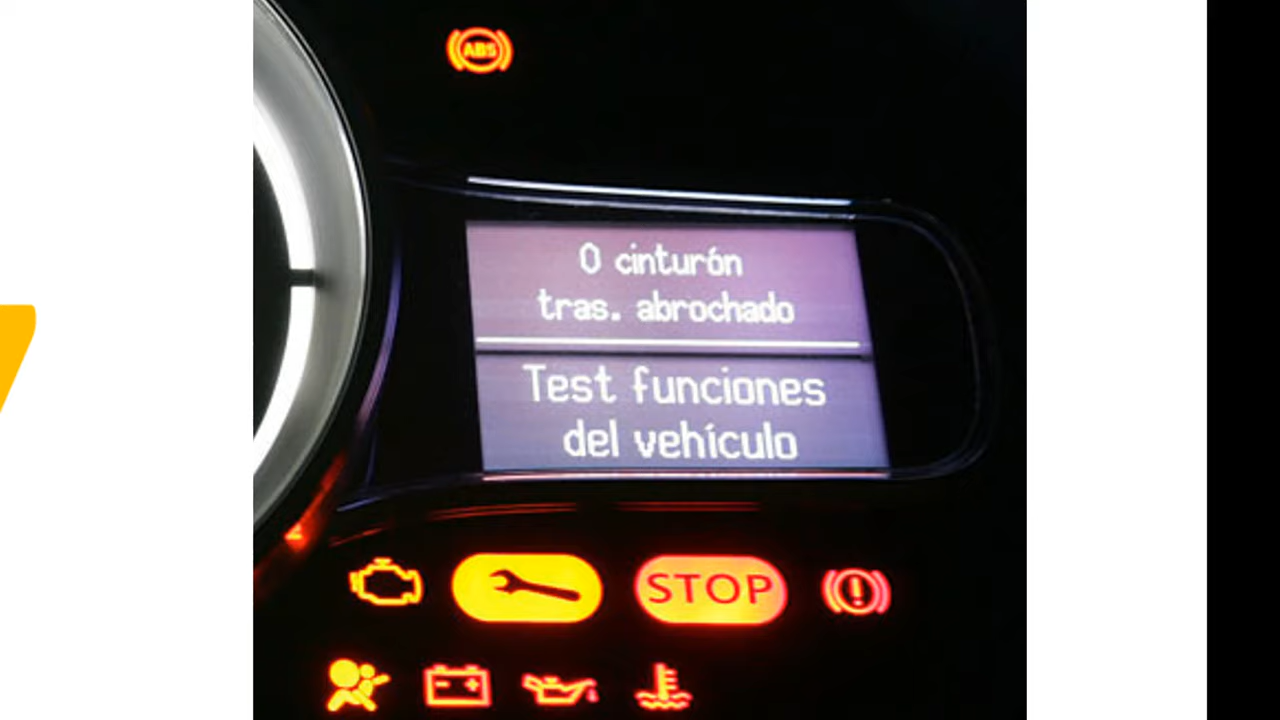 ABS
0 cinturón
tras. abrochado
Test funciones
del vehículo
STOP